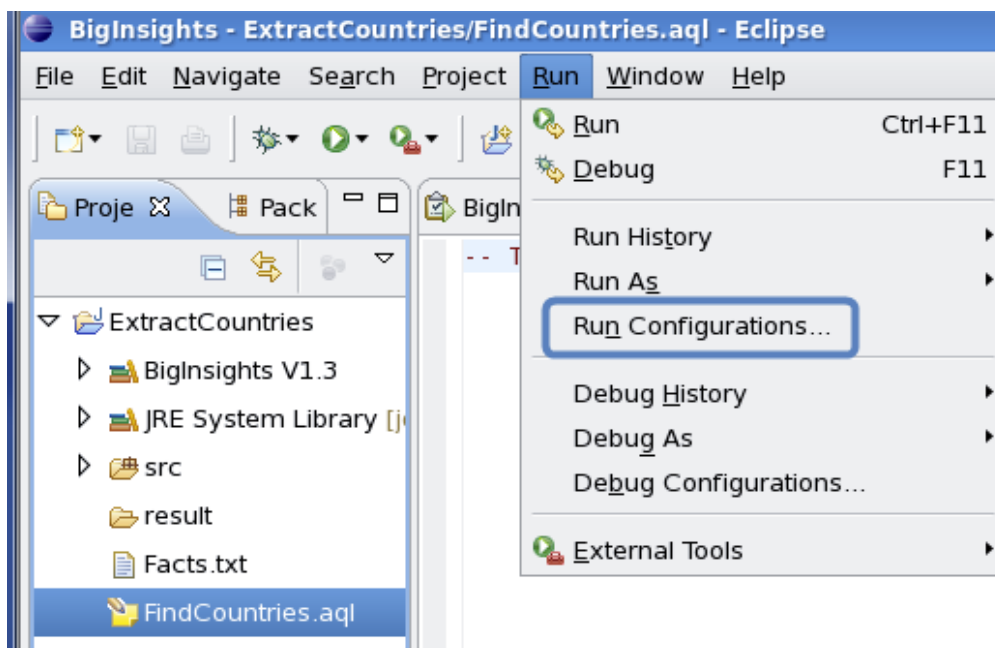 BigInsights - ExtractCountries/FindCountries.aql - Eclipse
File Edit Navigate Search Project Run Window Help
Run Ctrl+F11
Debug F11
Proje Pack BigIn
-- T
Run History
Run As
Run Configurations...
Debug History
Debug As
Debug Configurations...
External Tools
ExtractCountries
BigInsights V1.3
JRE System Library [j
src
result
Facts.txt
FindCountries.aql